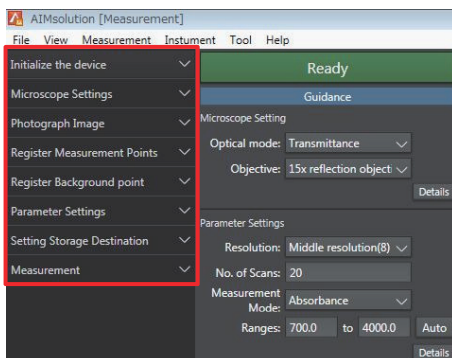 AIMsolution [Measurement]
File View Measurement Instument Tool Help
Initialize the device
Microscope Settings
Photograph Image
Register Measurement Points
Register Background point
Parameter Settings
Setting Storage Destination
Measurement
Ready
Guidance
Microscope Setting
Optical mode: Transmittance
Objective: 15x reflection objecti
Details
Parameter Settings
Resolution: Middle resolution(8)
No. of Scans: 20
Measurement
Mode: Absorbance
Ranges: 700.0 to 4000.0 Auto
Details